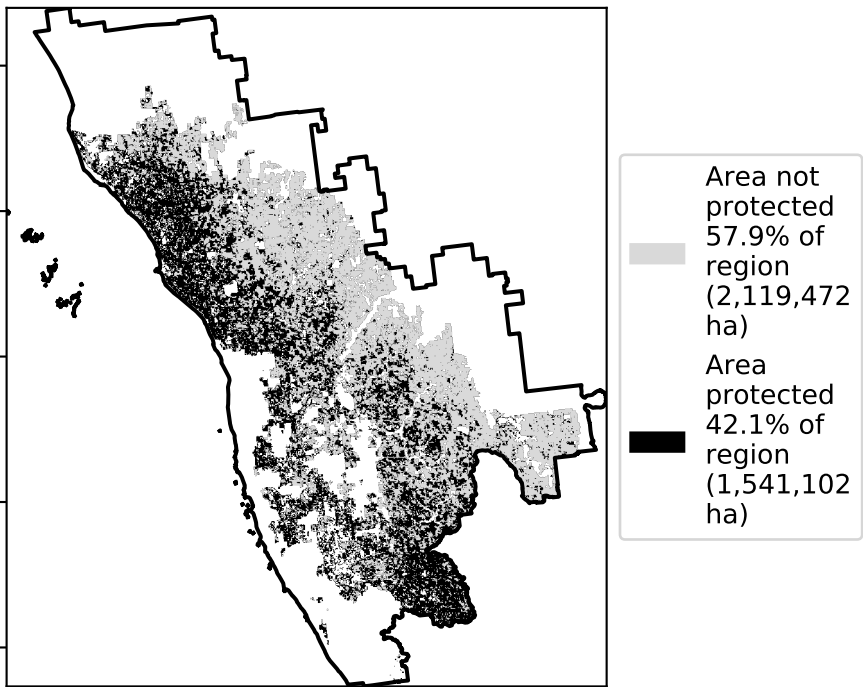 Area not
protected
57.9% of
region
(2,119,472
ha)
Area
protected
42.1% of
region
(1,541,102
ha)